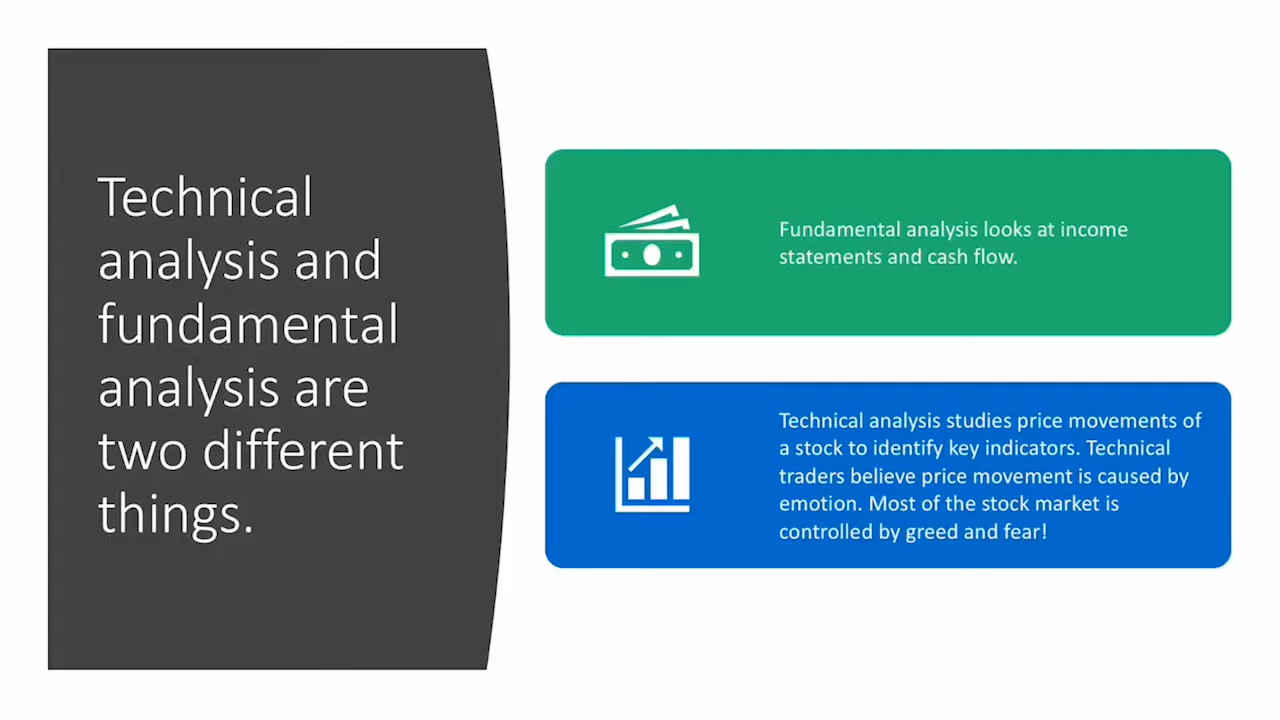 Technical
analysis and
fundamental
analysis are
two different
things.
Fundamental analysis looks at income
statements and cash flow.
Technical analysis studies price movements of
a stock to identify key indicators. Technical
traders believe price movement is caused by
emotion. Most of the stock market is
controlled by greed and fear!